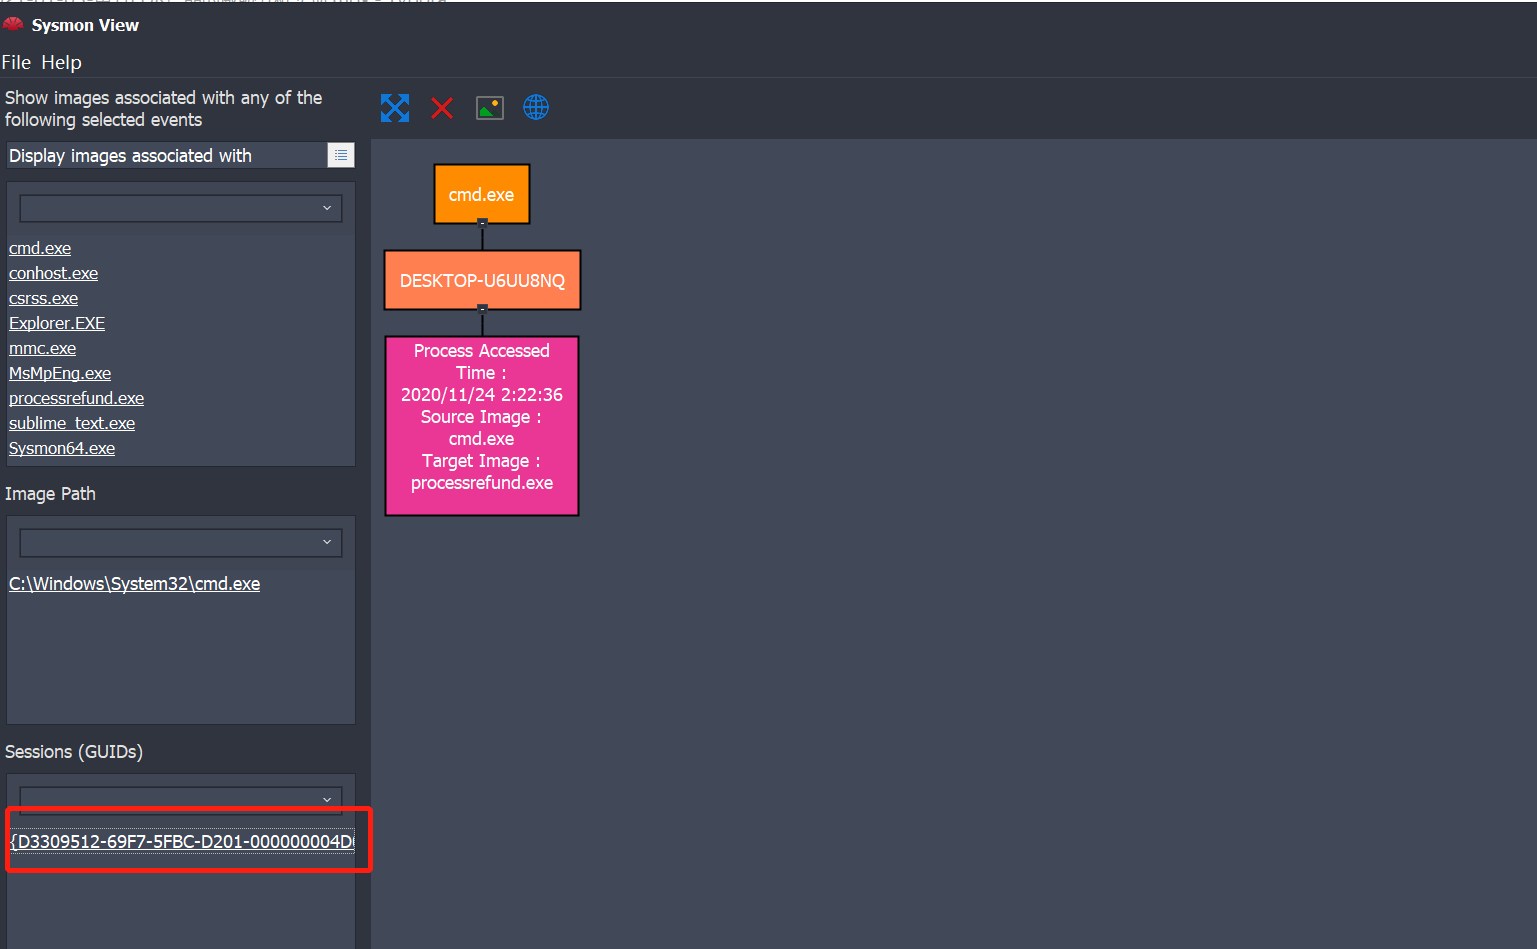 Sysmon View
File Help
Show images associated with any of the
following selected events
Display images associated with
cmd.exe
conhost.exe
csrss.exe
Explorer.EXE
mmc.exe
MsMpEng.exe
processrefund.exe
sublime_text.exe
Sysmon64.exe
Image Path
C:\Windows\System32\cmd.exe
Sessions (GUIDs)
{D3309512-69F7-5FBC-D201-000000004D
cmd.exe
DESKTOP-U6UU8NQ
Process Accessed
Time :
2020/11/24 2:22:36
Source Image :
cmd.exe
Target Image :
processrefund.exe